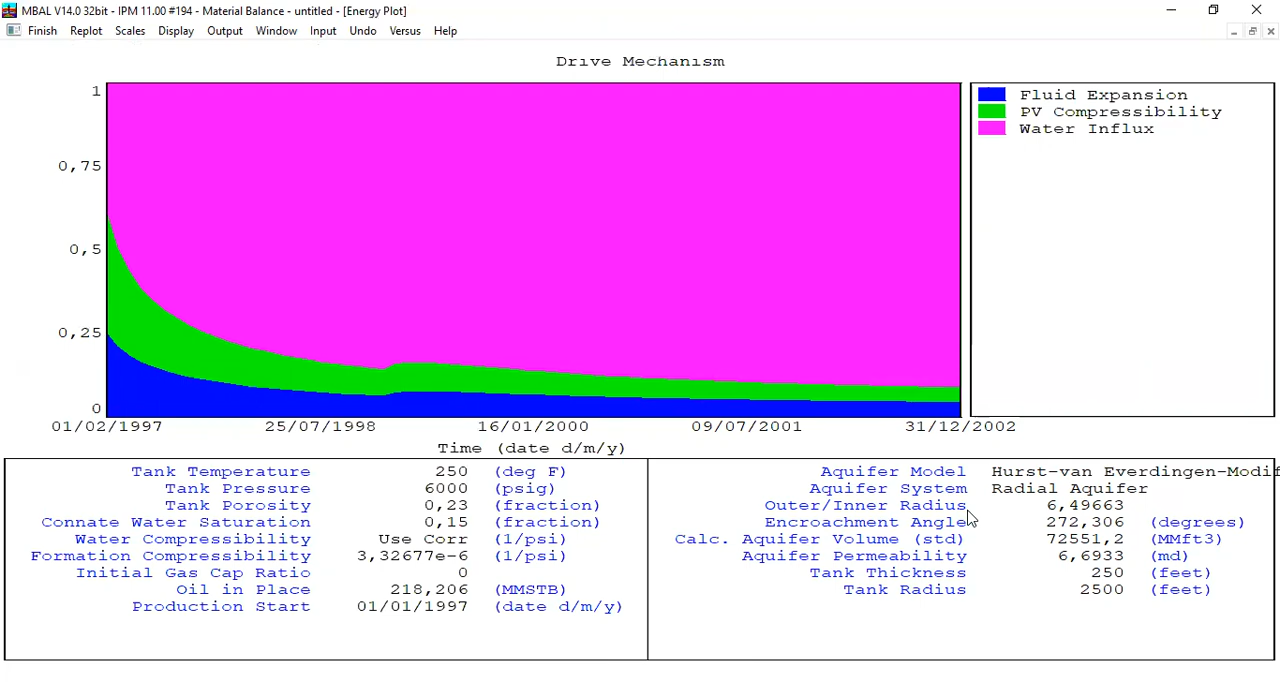 MBAL V14.0 32bit - IPM 11.00 #194 - Material Balance - untitled - [Energy Plot]
Finish Replot Scales Display Output Window Input Undo Versus Help
Drive Mechanism
1
0,75
0,5
0,25
0
01/02/1997 25/07/1998 16/01/2000 09/07/2001 31/12/2002
Time (date d/m/y)
Fluid Expansion
PV Compressibility
Water Influx
Tank Temperature 250 (deg F)
Tank Pressure 6000 (psig)
Tank Porosity 0,23 (fraction)
Connate Water Saturation 0,15 (fraction)
Water Compressibility Use Corr (1/psi)
Formation Compressibility 3,32677e-6 (1/psi)
Initial Gas Cap Ratio 0
Oil in Place 218,206 (MMSTB)
Production Start 01/01/1997 (date d/m/y)
Aquifer Model Hurst-van Everdingen-Modif
Aquifer System Radial Aquifer
Outer/Inner Radius 6,49663
Encroachment Angle 272,306 (degrees)
Calc. Aquifer Volume (std) 72551,2 (MMft3)
Aquifer Permeability 6,6933 (md)
Tank Thickness 250 (feet)
Tank Radius 2500 (feet)